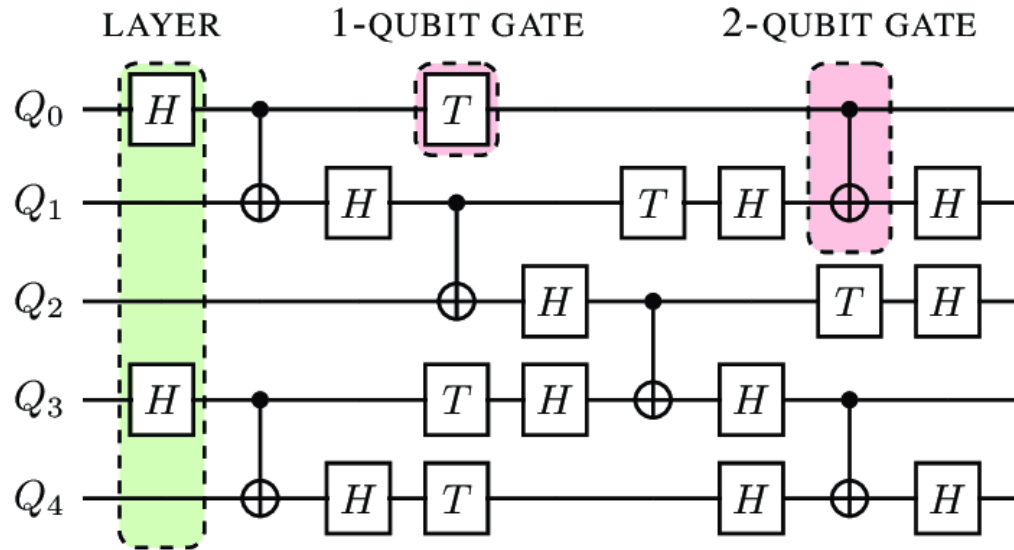 LAYER 1-QUBIT GATE 2-QUBIT GATE
Q0 H T
Q1 H T H H
Q2 H T H
Q3 H T H H
Q4 H T H H